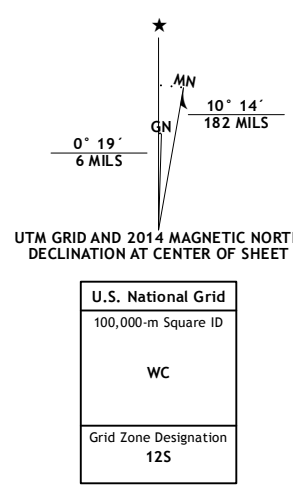 ★
MN
10° 14´
182 MILS
GN
0° 19´
6 MILS
UTM GRID AND 2014 MAGNETIC NORT
DECLINATION AT CENTER OF SHEET
U.S. National Grid
100,000-m Square ID
WC
Grid Zone Designation
12S